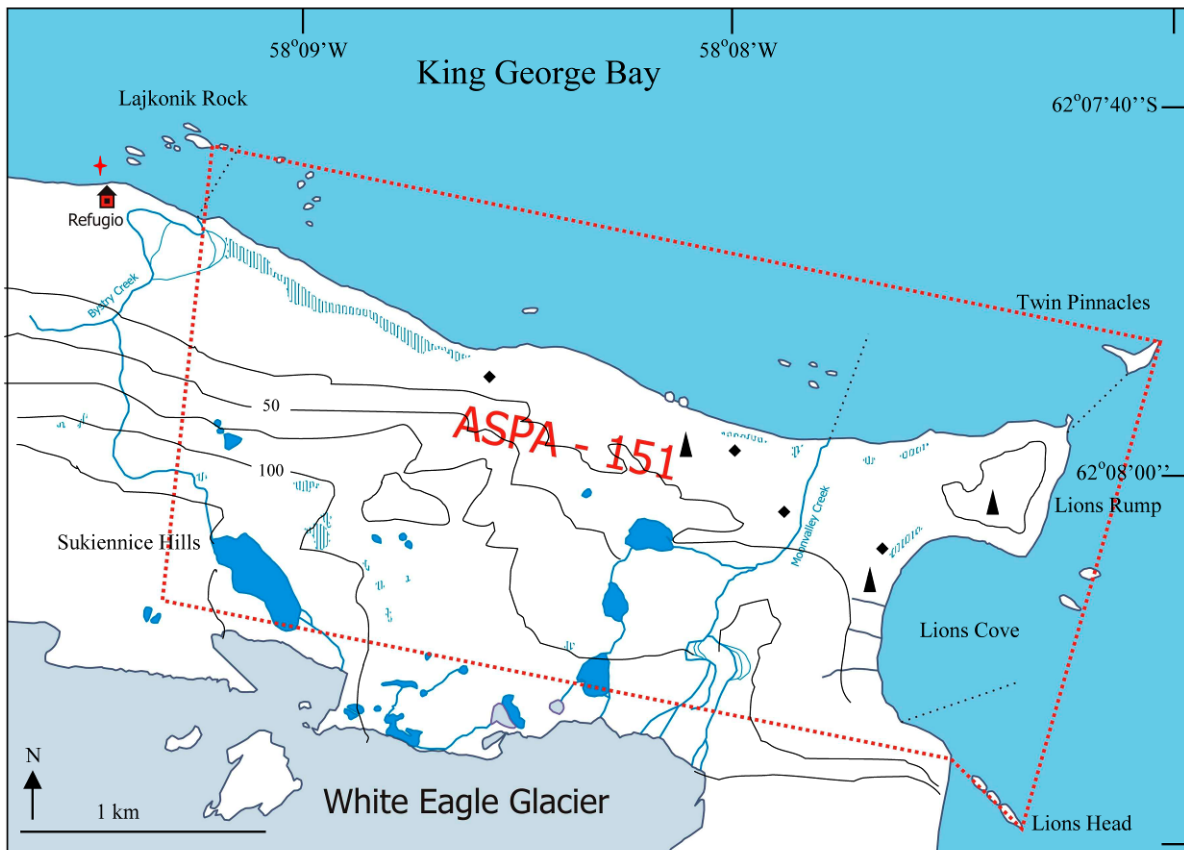 58°09'W
58°08'W
King George Bay
Lajkonik Rock
62°07'40''S
Refugio
Bystry Creek
Twin Pinnacles
50
ASPA - 151
100
62°08'00''
Lions Rump
Moonvalley Creek
Sukiennice Hills
Lions Cove
N
1 km
White Eagle Glacier
Lions Head